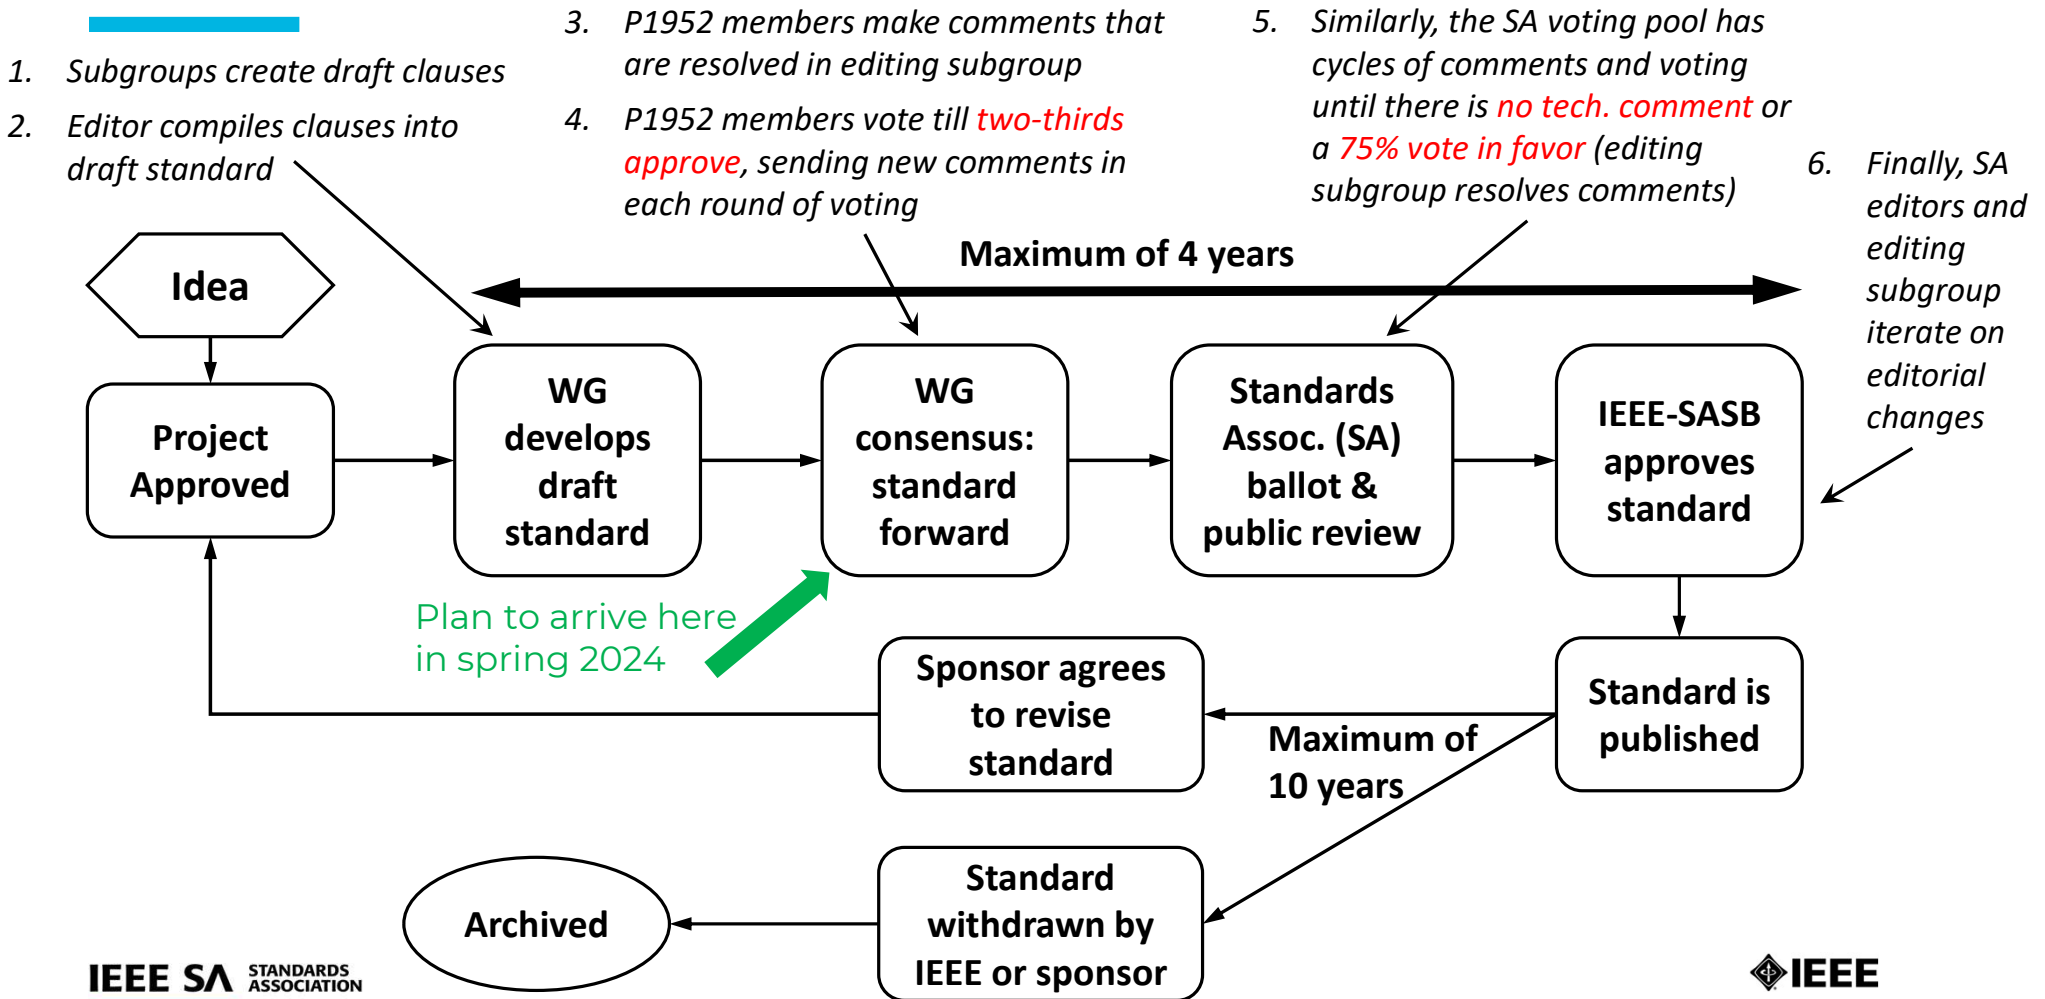 1. Subgroups create draft clauses
2. Editor compiles clauses into
draft standard
3. P1952 members make comments that
are resolved in editing subgroup
4. P1952 members vote till two-thirds
approve, sending new comments in
each round of voting
5. Similarly, the SA voting pool has
cycles of comments and voting
until there is no tech. comment or
a 75% vote in favor (editing
subgroup resolves comments)
6. Finally, SA
editors and
editing
subgroup
iterate on
editorial
changes
Maximum of 4 years
Idea
Project
Approved
WG
develops
draft
standard
WG
consensus:
standard
forward
Standards
Assoc. (SA)
ballot &
public review
IEEE-SASB
approves
standard
Plan to arrive here
in spring 2024
Sponsor agrees
to revise
standard
Maximum of
10 years
Standard is
published
Archived
Standard
withdrawn by
IEEE or sponsor
IEEE SA STANDARDS
ASSOCIATION
IEEE